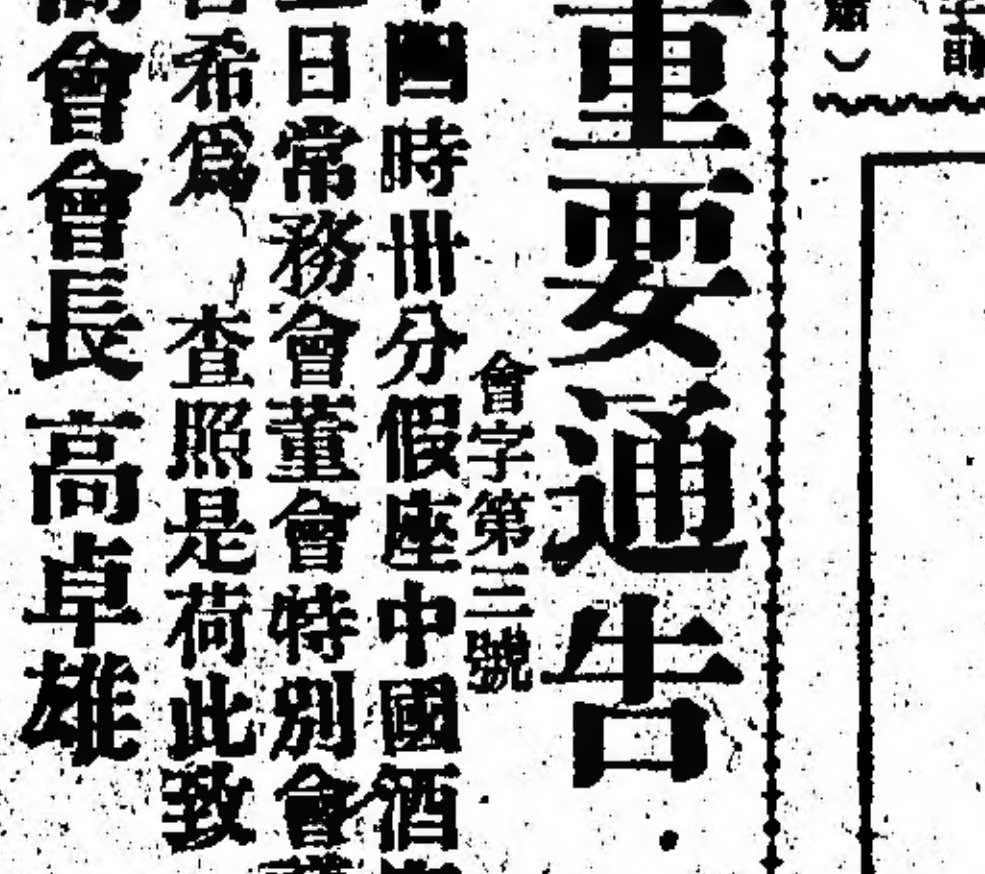 重要通告
會字第三號
四時卅分假座中國酒
日常務會董會特別會
希爲　查照是荷此致
會會長高卓雄